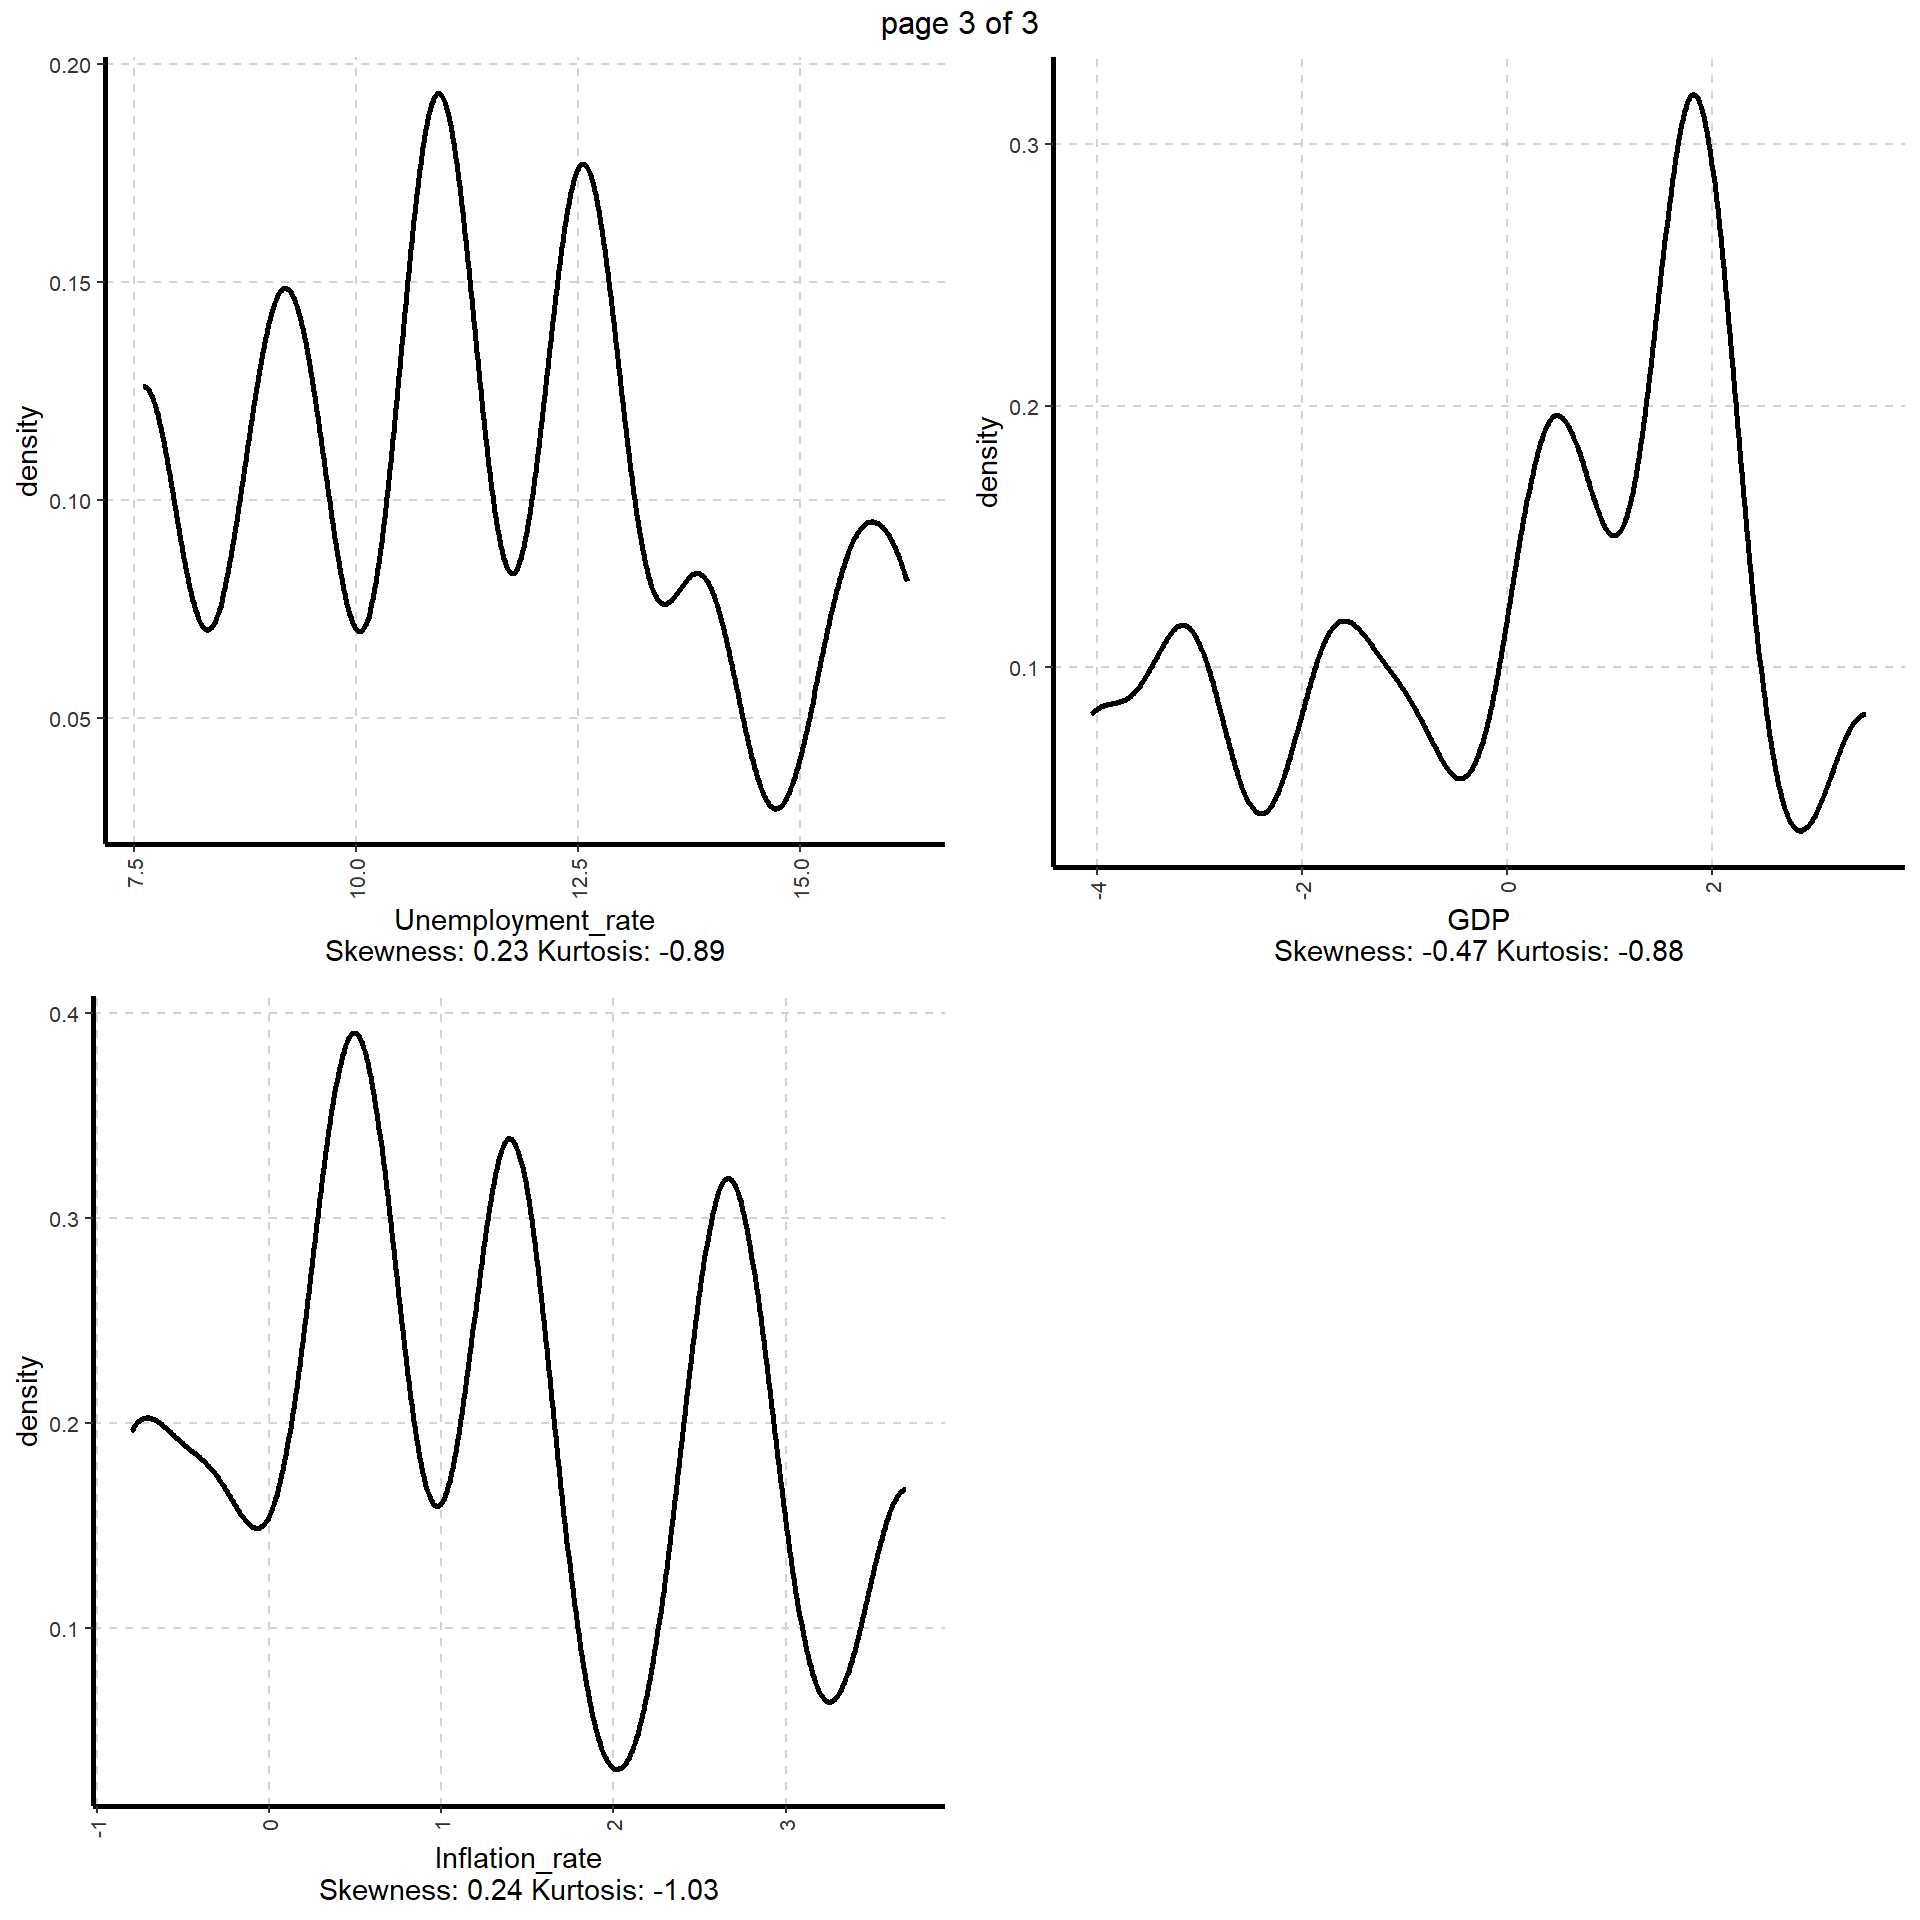 page 3 of 3
0.20
0.15
0.10
0.05
density
7.5
10.0
12.5
15.0
Unemployment_rate
Skewness: 0.23 Kurtosis: -0.89
0.3
0.2
0.1
density
-4
-2
0
2
GDP
Skewness: -0.47 Kurtosis: -0.88
0.4
0.3
0.2
0.1
density
-1
0
1
2
3
Inflation_rate
Skewness: 0.24 Kurtosis: -1.03